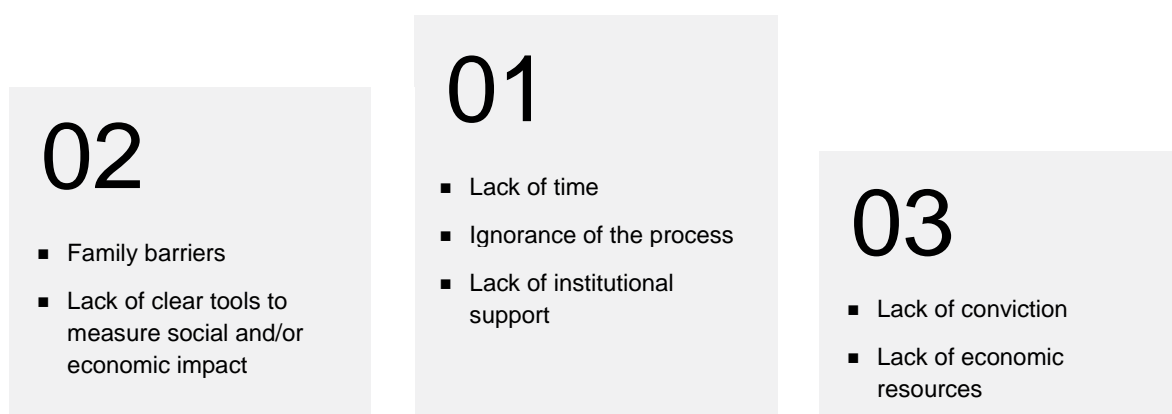 02
■ Family barriers
■ Lack of clear tools to
measure social and/or
economic impact
01
■ Lack of time
■ Ignorance of the process
■ Lack of institutional
support
03
■ Lack of conviction
■ Lack of economic
resources